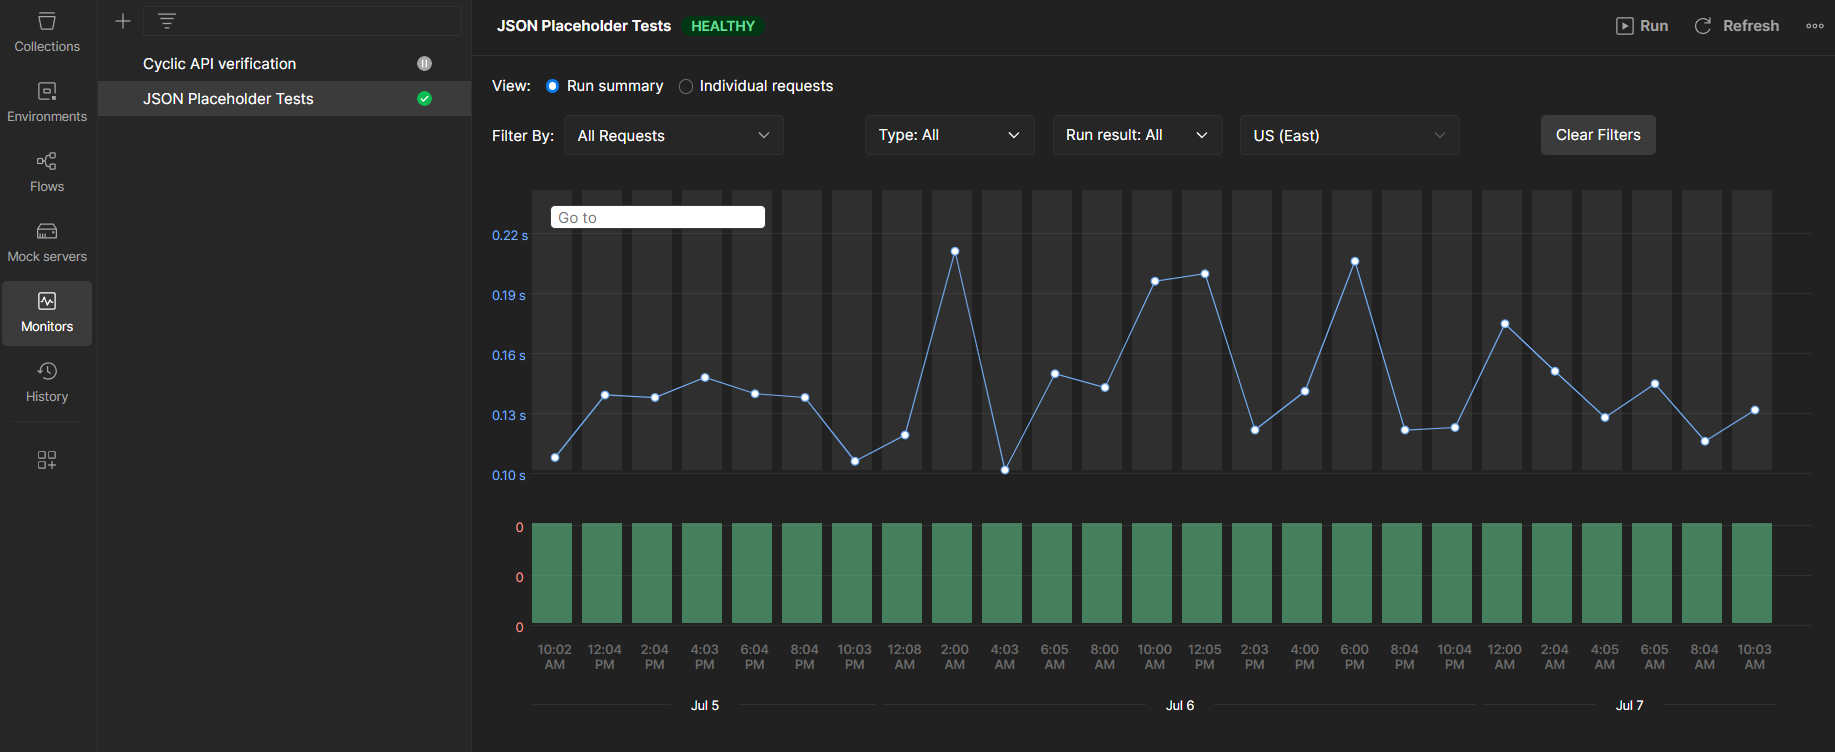 Collections
Environments
Flows
Mock servers
Monitors
History
Cyclic API verification
JSON Placeholder Tests
JSON Placeholder Tests HEALTHY
Run Refresh
View: Run summary Individual requests
Filter By: All Requests Type: All Run result: All US (East) Clear Filters
Go to
0.22 s
0.19 s
0.16 s
0.13 s
0.10 s
0
0
0
10:02 AM 12:04 PM 2:04 PM 4:03 PM 6:04 PM 8:04 PM 10:03 PM 12:08 AM 2:00 AM 4:03 AM 6:05 AM 8:00 AM 10:00 AM 12:05 PM 2:03 PM 4:00 PM 6:00 PM 8:04 PM 10:04 PM 12:00 AM 2:04 AM 4:05 AM 6:05 AM 8:04 AM 10:03 AM
Jul 5 Jul 6 Jul 7